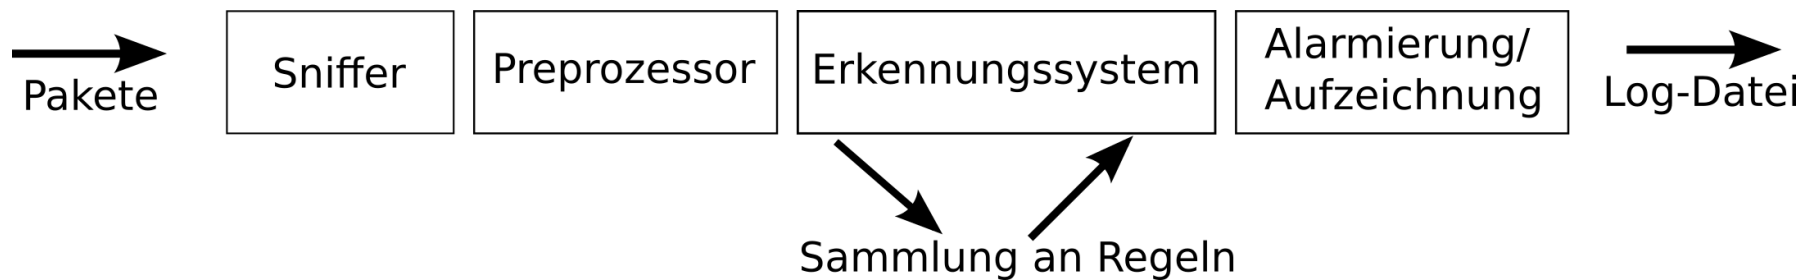 Pakete
Sniffer
Preprozessor
Erkennungssystem
Alarmierung/
Aufzeichnung
Log-Datei
Sammlung an Regeln